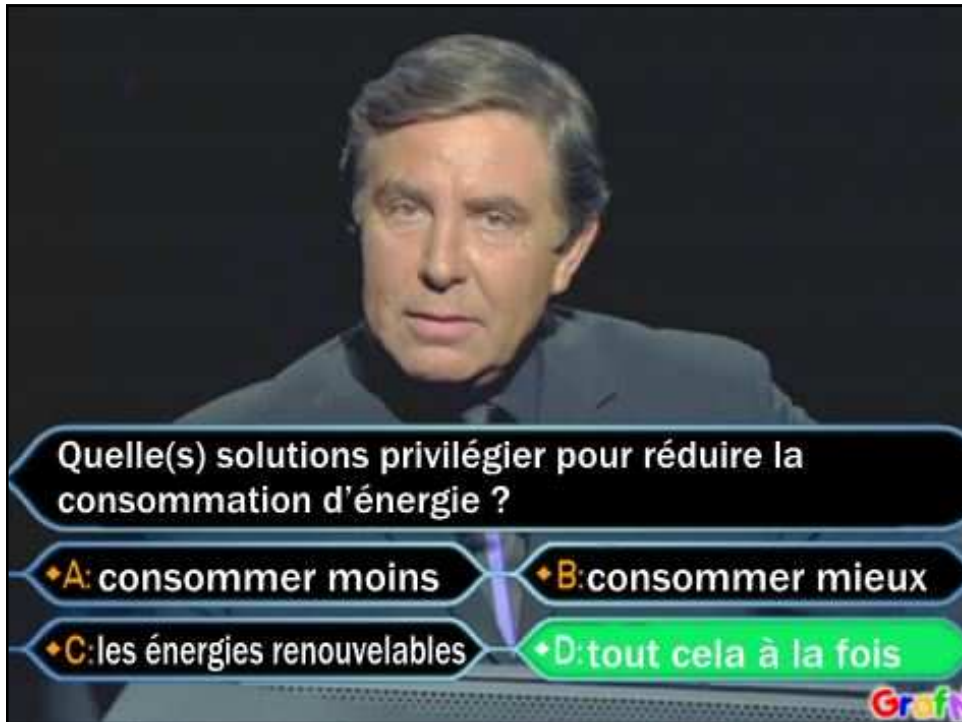 Quelle(s) solutions privilégier pour réduire la
consommation d'énergie ?
A: consommer moins
B: consommer mieux
C: les énergies renouvelables
D: tout cela à la fois